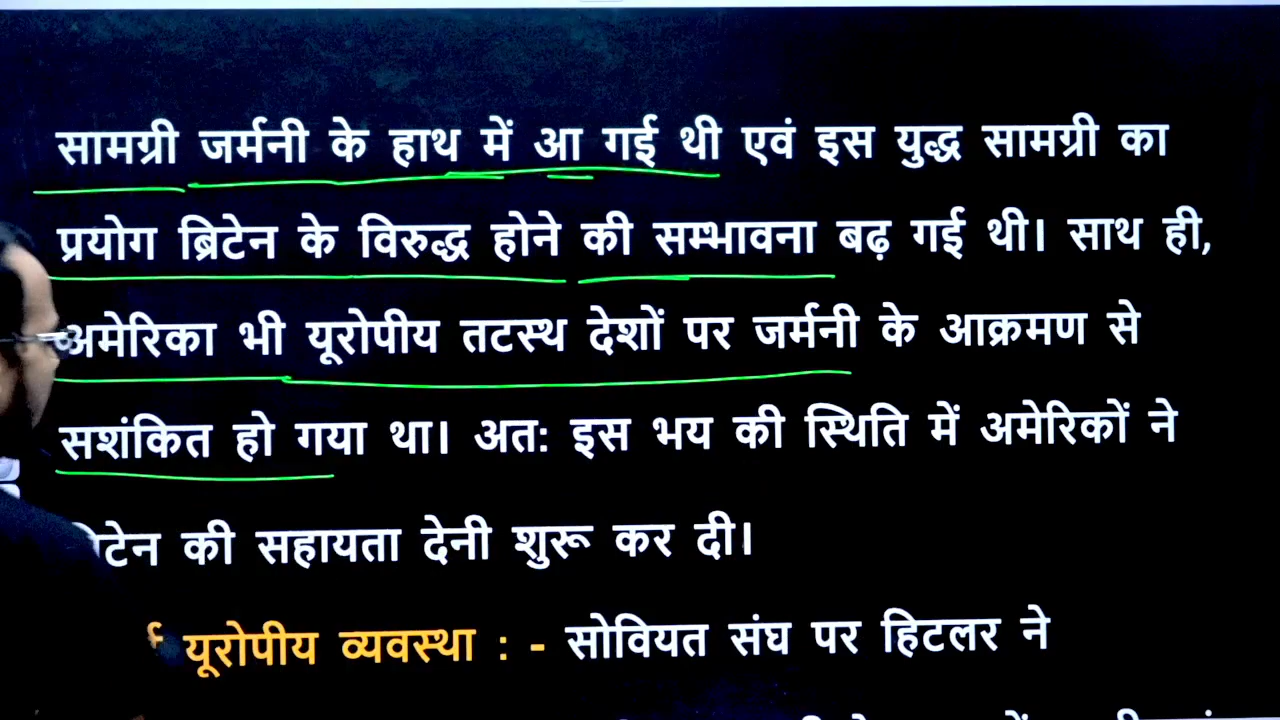 सामग्री जर्मनी के हाथ में आ गई थी एवं इस युद्ध सामग्री का
प्रयोग ब्रिटेन के विरुद्ध होने की सम्भावना बढ़ गई थी। साथ ही,
अमेरिका भी यूरोपीय तटस्थ देशों पर जर्मनी के आक्रमण से
सशंकित हो गया था। अतः इस भय की स्थिति में अमेरिकों ने
की सहायता देनी शुरू कर दी।
यूरोपीय व्यवस्था : - सोवियत संघ पर हिटलर ने